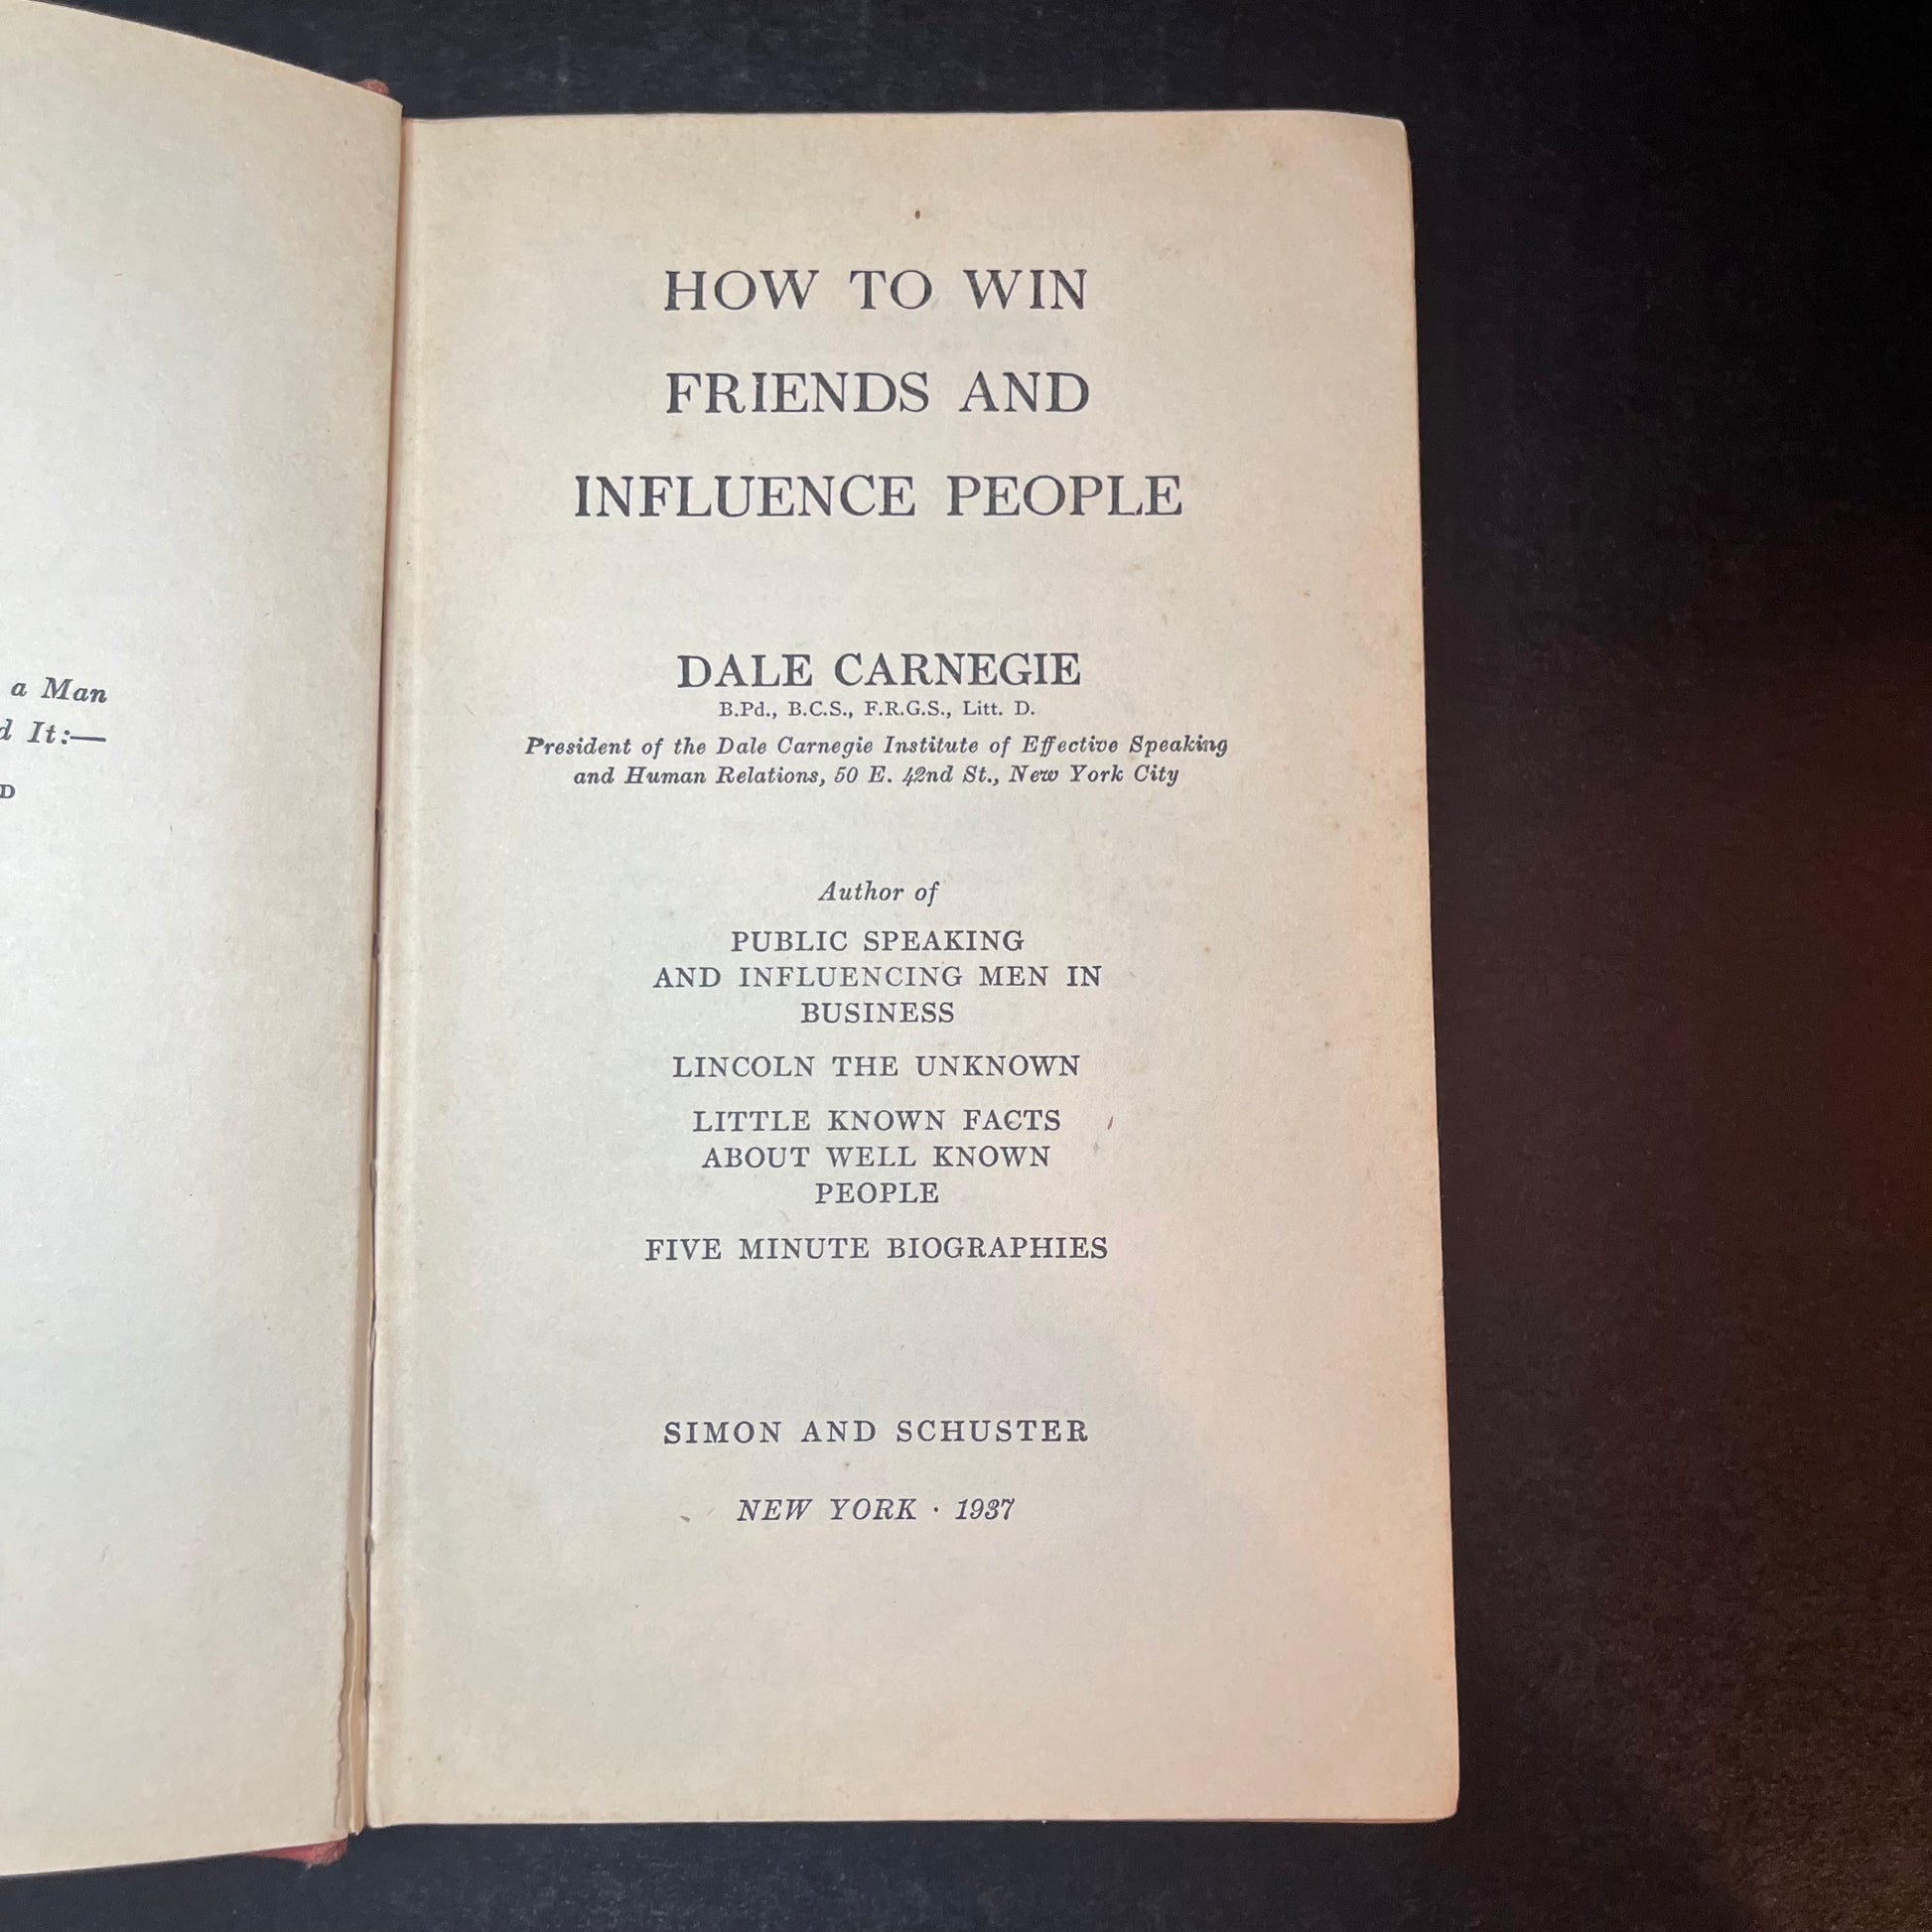 a Man
d It:—
D
HOW TO WIN
FRIENDS AND
INFLUENCE PEOPLE
DALE CARNEGIE
B.Pd., B.C.S., F.R.G.S., Litt. D.
President of the Dale Carnegie Institute of Effective Speaking
and Human Relations, 50 E. 42nd St., New York City
Author of
PUBLIC SPEAKING
AND INFLUENCING MEN IN
BUSINESS
LINCOLN THE UNKNOWN
LITTLE KNOWN FACTS
ABOUT WELL KNOWN
PEOPLE
FIVE MINUTE BIOGRAPHIES
SIMON AND SCHUSTER
NEW YORK · 1937